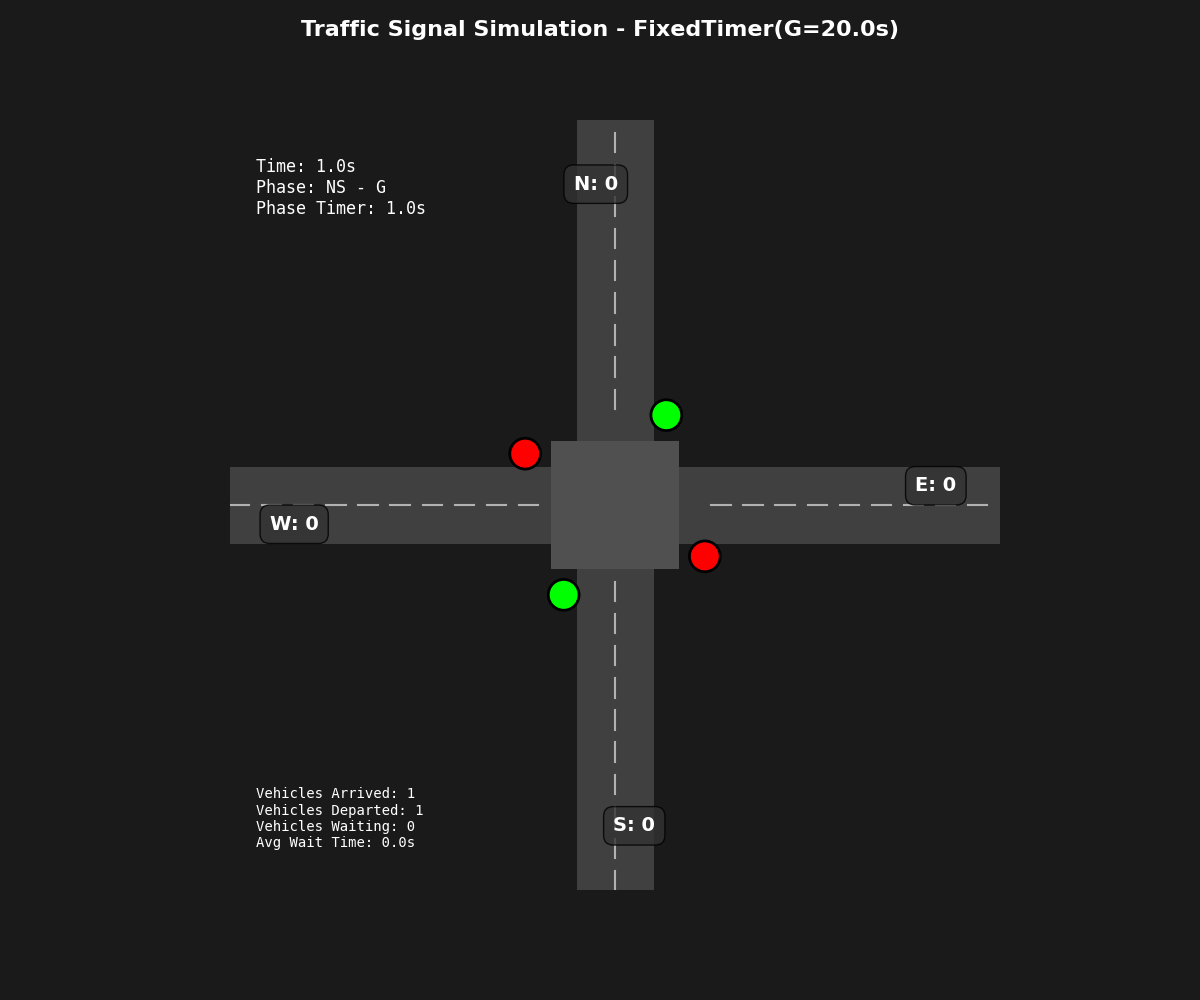 Traffic Signal Simulation - FixedTimer(G=20.0s)
Time: 1.0s
Phase: NS - G
Phase Timer: 1.0s
N: 0
E: 0
W: 0
S: 0
Vehicles Arrived: 1
Vehicles Departed: 1
Vehicles Waiting: 0
Avg Wait Time: 0.0s